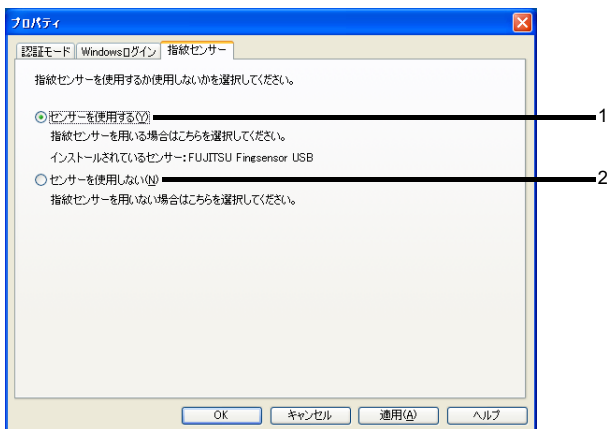 プロパティ
認証モード Windowsログイン 指紋センサー
指紋センサーを使用するか使用しないかを選択してください。
センサーを使用する(Y) 1
指紋センサーを用いる場合はこちらを選択してください。
インストールされているセンサー：FUJITSU Fingsensor USB
センサーを使用しない(N) 2
指紋センサーを用いない場合はこちらを選択してください。
OK キャンセル 適用(A) ヘルプ